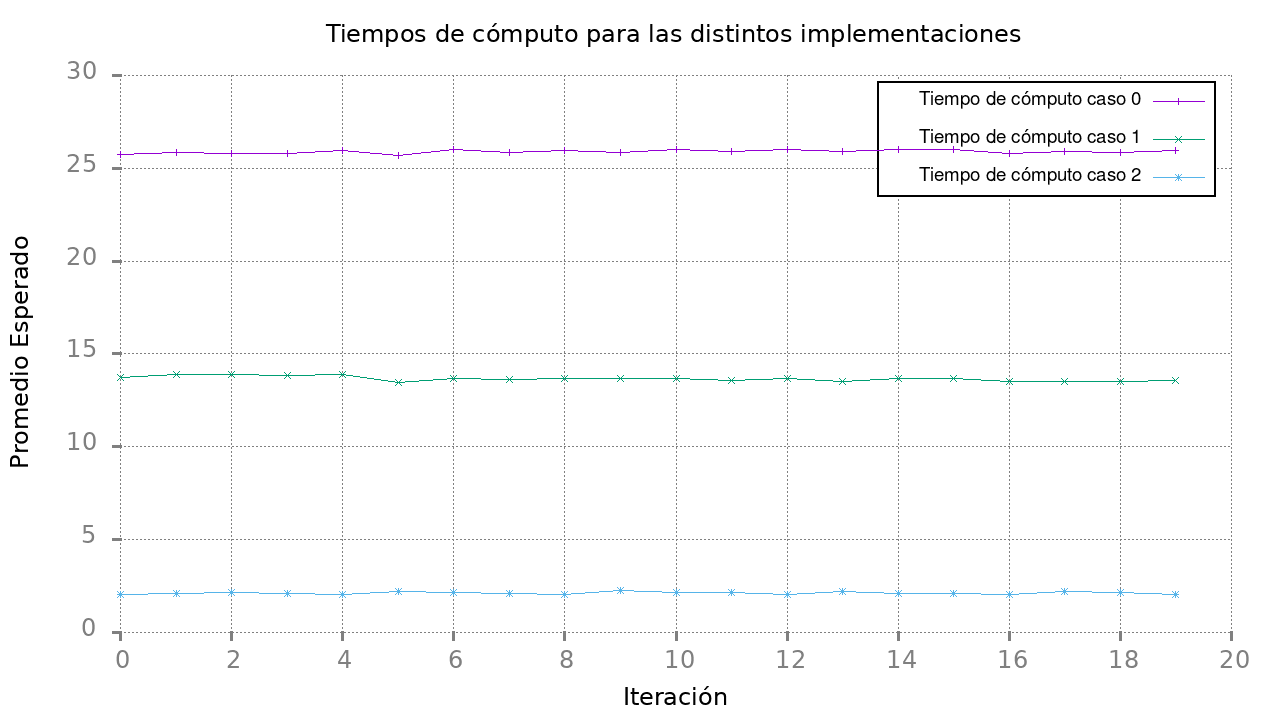 Tiempos de cómputo para las distintos implementaciones
Tiempo de cómputo caso 0
Tiempo de cómputo caso 1
Tiempo de cómputo caso 2
Promedio Esperado
30
25
20
15
10
5
0
0 2 4 6 8 10 12 14 16 18 20
Iteración